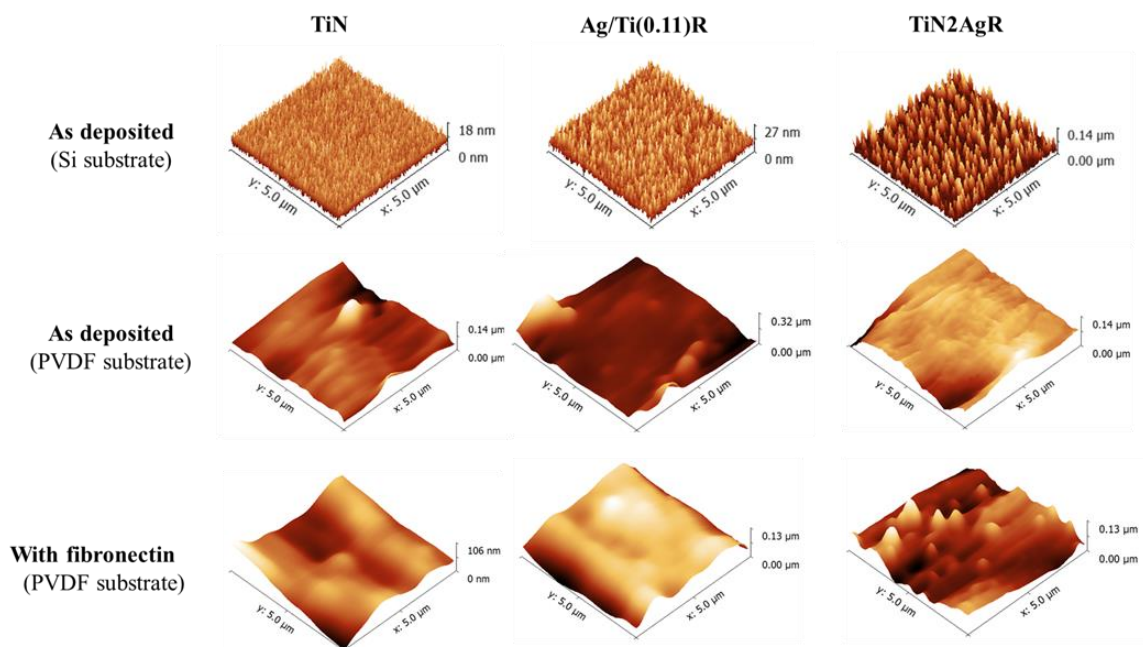 TiN
Ag/Ti(0.11)R
TiN2AgR
As deposited
(Si substrate)
18 nm
0 nm
y: 5.0 µm
x: 5.0 µm
27 nm
0 nm
y: 5.0 µm
x: 5.0 µm
0.14 µm
0.00 µm
y: 5.0 µm
x: 5.0 µm
As deposited
(PVDF substrate)
0.14 µm
0.00 µm
y: 5.0 µm
x: 5.0 µm
0.32 µm
0.00 µm
y: 5.0 µm
x: 5.0 µm
0.14 µm
0.00 µm
y: 5.0 µm
x: 5.0 µm
With fibronectin
(PVDF substrate)
106 nm
0 nm
y: 5.0 µm
x: 5.0 µm
0.13 µm
0.00 µm
y: 5.0 µm
x: 5.0 µm
0.13 µm
0.00 µm
y: 5.0 µm
x: 5.0 µm